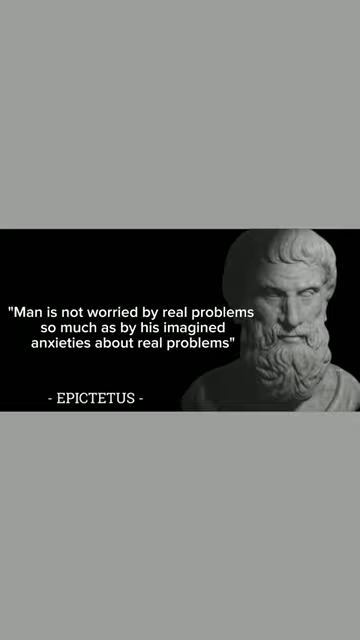 "Man is not worried by real problems
so much as by his imagined
anxieties about real problems"
- EPICTETUS -